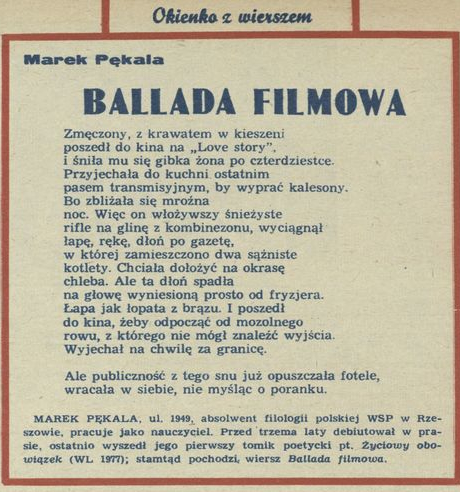 Okienko z wierszem
Marek Pękala
BALLADA FILMOWA
Zmęczony, z krawatem w kieszeni
poszedł do kina na „Love story”,
i śniła mu się gibka żona po czterdziestce.
Przyjechała do kuchni ostatnim
pasem transmisyjnym, by wyprać kalesony.
Bo zbliżała się mroźna
noc. Więc on włożywszy śnieżyste
rifle na glinę z kombinezonu, wyciągnął
łapę, rękę, dłoń po gazetę,
w której zamieszczono dwa sążniste
kotlety. Chciała dołożyć na okrasę
chleba. Ale ta dłoń spadła
na głowę wyniesioną prosto od fryzjera.
Łapa jak łopata z brązu. I poszedł
do kina, żeby odpocząć od mozolnego
rowu, z którego nie mógł znaleźć wyjścia.
Wyjechał na chwilę za granicę.
Ale publiczność z tego snu już opuszczała fotele,
wracała w siebie, nie myśląc o poranku.
MAREK PĘKALA, ul. 1949, absolwent filologii polskiej WSP w Rze-
szowie, pracuje jako nauczyciel. Przed trzema laty debiutował w pra-
sie, ostatnio wyszedł jego pierwszy tomik poetycki pt. Życiowy obo-
wiązek (WL 1977); stamtąd pochodzi, wiersz Ballada filmowa.